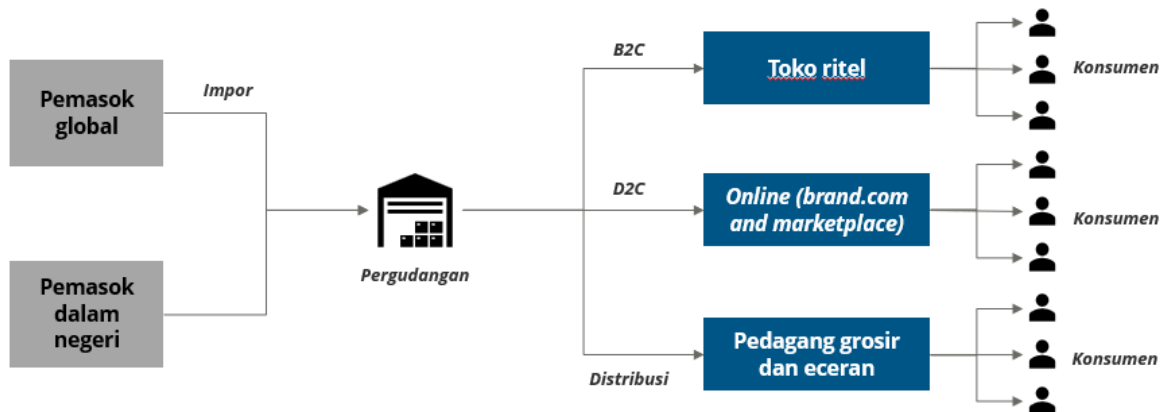 Pemasok
global
Impor
Pemasok
dalam
negeri
Pergudangan
B2C
Toko ritel
Konsumen
D2C
Online (brand.com
and marketplace)
Konsumen
Distribusi
Pedagang grosir
dan eceran
Konsumen